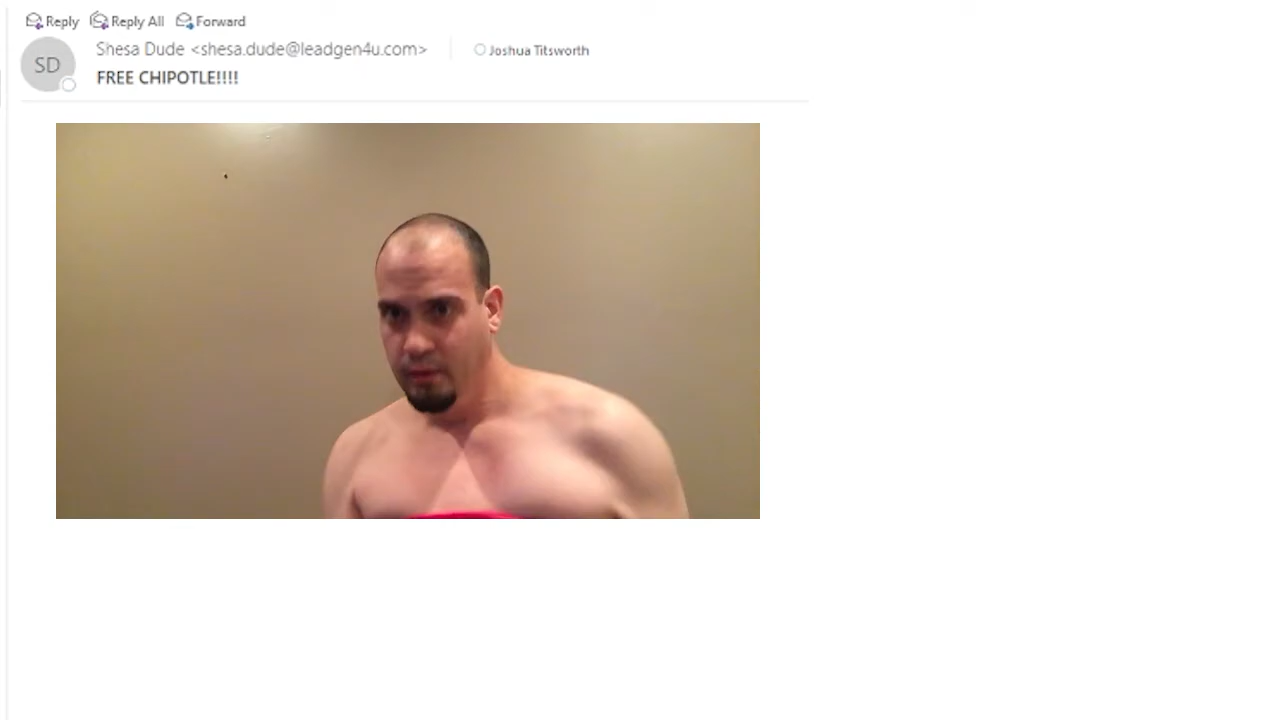 Reply Reply All Forward
Shesa Dude <shesa.dude@leadgen4u.com> Joshua Titsworth
SD
FREE CHIPOTLE!!!!